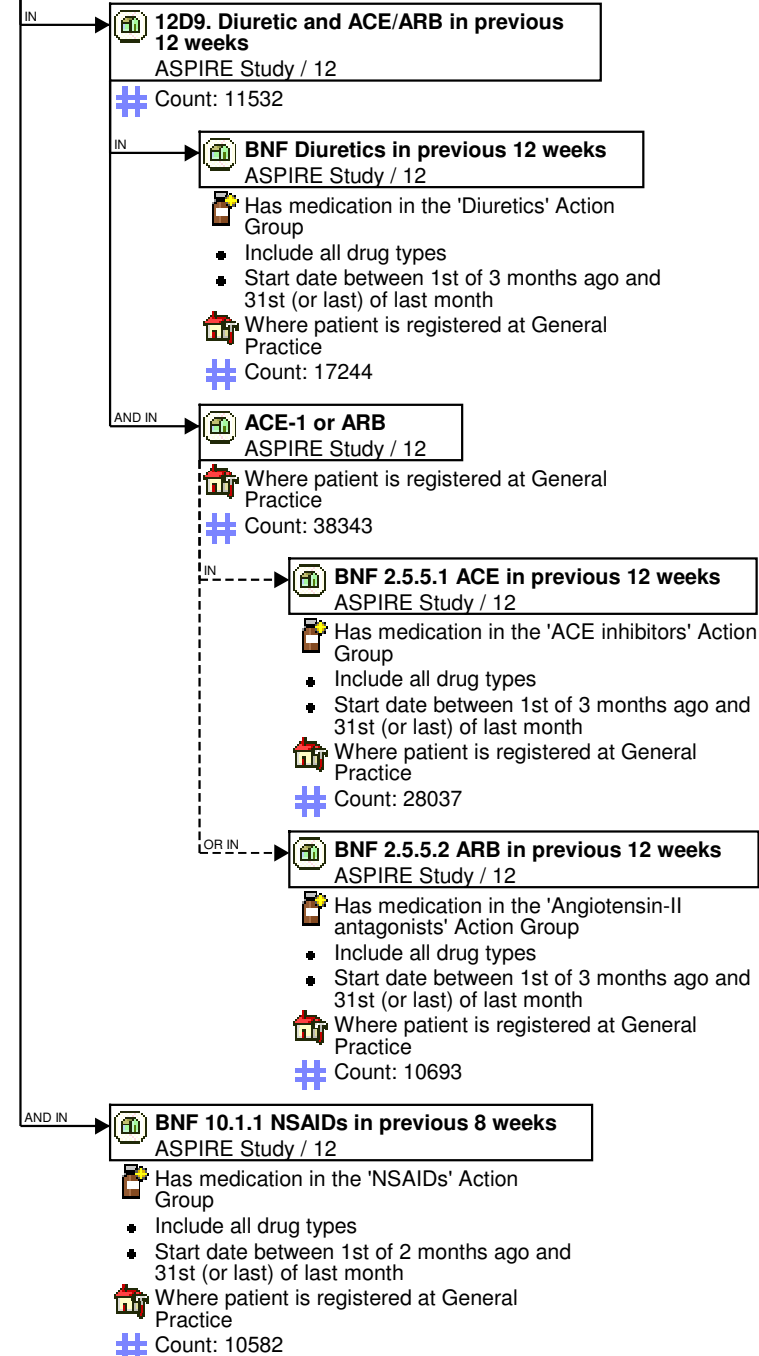 IN
12D9. Diuretic and ACE/ARB in previous
12 weeks
ASPIRE Study / 12
Count: 11532
IN
BNF Diuretics in previous 12 weeks
ASPIRE Study / 12
Has medication in the 'Diuretics' Action
Group
Include all drug types
Start date between 1st of 3 months ago and
31st (or last) of last month
Where patient is registered at General
Practice
Count: 17244
AND IN
ACE-1 or ARB
ASPIRE Study / 12
Where patient is registered at General
Practice
Count: 38343
IN
BNF 2.5.5.1 ACE in previous 12 weeks
ASPIRE Study / 12
Has medication in the 'ACE inhibitors' Action
Group
Include all drug types
Start date between 1st of 3 months ago and
31st (or last) of last month
Where patient is registered at General
Practice
Count: 28037
OR IN
BNF 2.5.5.2 ARB in previous 12 weeks
ASPIRE Study / 12
Has medication in the 'Angiotensin-II
antagonists' Action Group
Include all drug types
Start date between 1st of 3 months ago and
31st (or last) of last month
Where patient is registered at General
Practice
Count: 10693
AND IN
BNF 10.1.1 NSAIDs in previous 8 weeks
ASPIRE Study / 12
Has medication in the 'NSAIDs' Action
Group
Include all drug types
Start date between 1st of 2 months ago and
31st (or last) of last month
Where patient is registered at General
Practice
Count: 10582